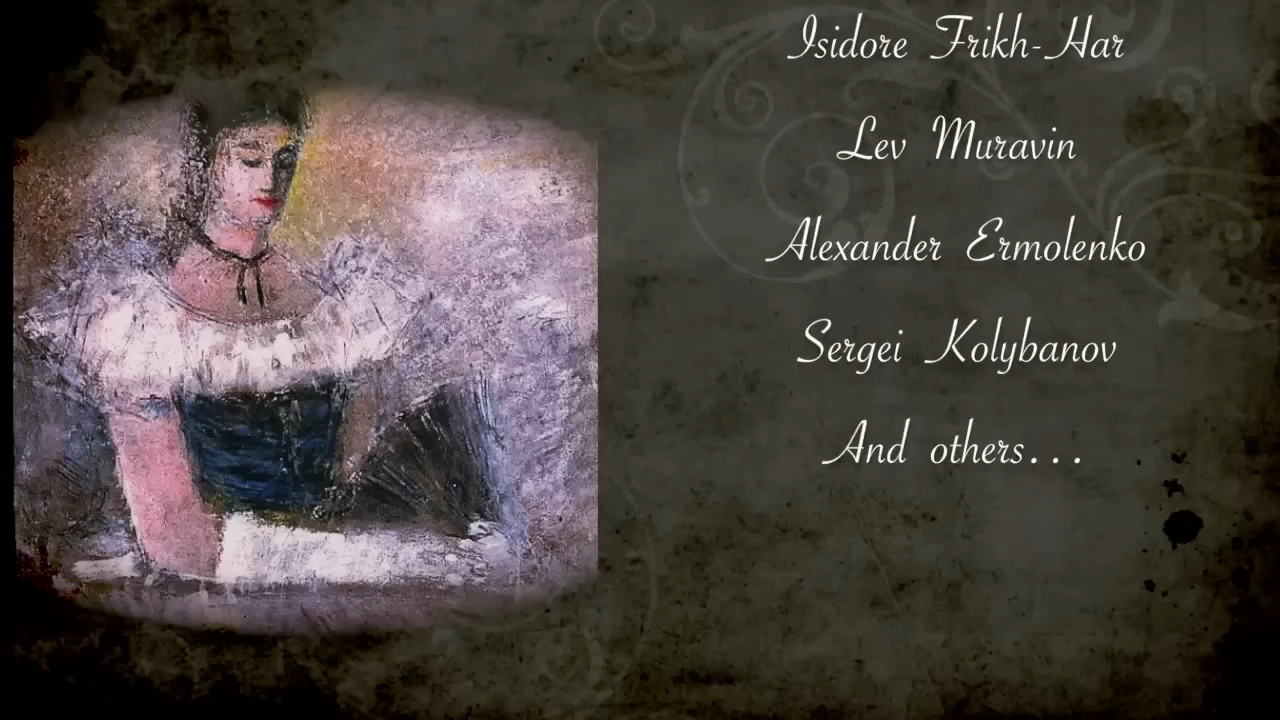 Isidore Frikh-Har
Lev Muravin
Alexander Ermolenko
Sergei Kolybanov
And others...